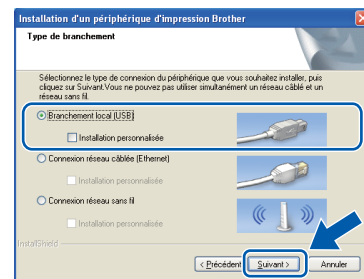 Installation d'un périphérique d'impression Brother
Type de branchement
Sélectionnez le type de connexion du périphérique que vous souhaitez installer, puis
cliquez sur Suivant.Vous ne pouvez pas utiliser simultanément un réseau câblé et un
réseau sans fil.
Branchement local (USB)
Installation personnalisée
Connexion réseau câblée (Ethernet)
Installation personnalisée
Connexion réseau sans fil
Installation personnalisée
InstallShield
< Précédent Suivant > Annuler